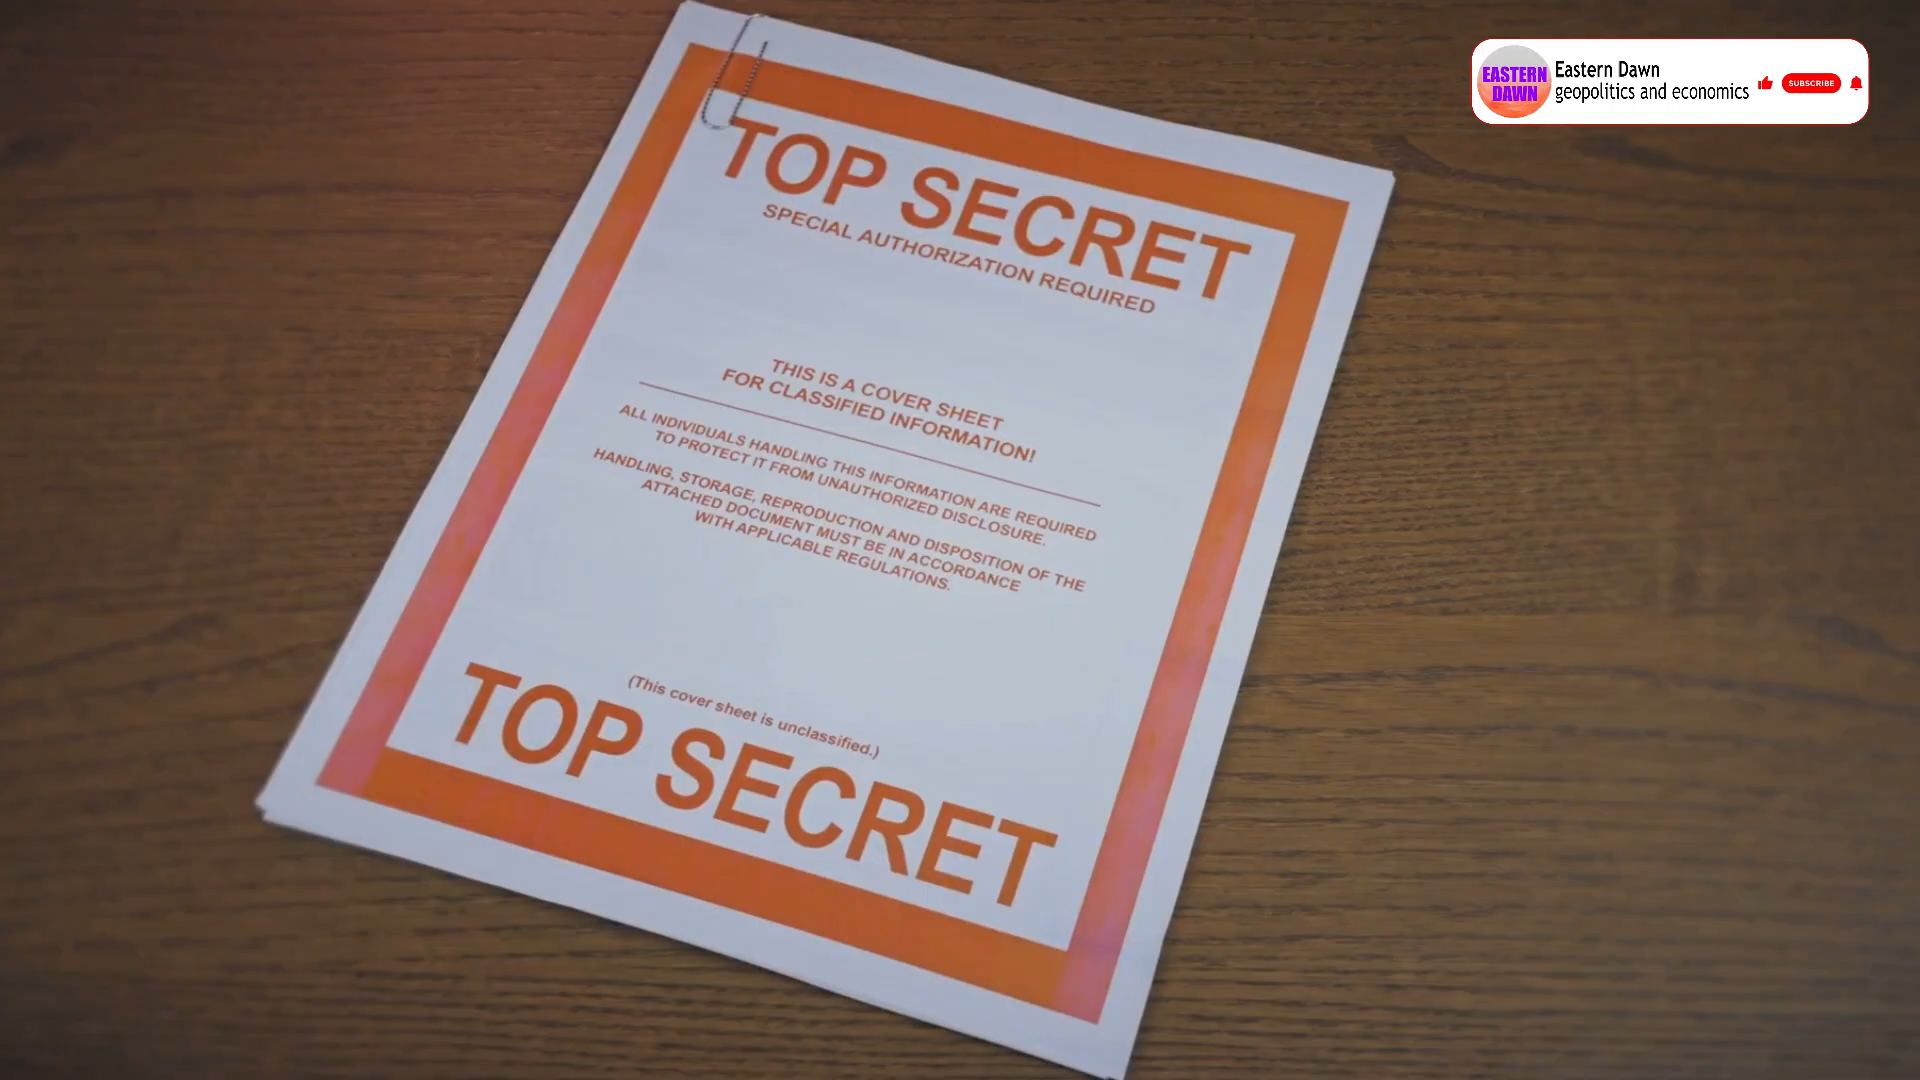 TOP SECRET
SPECIAL AUTHORIZATION REQUIRED
THIS IS A COVER SHEET
FOR CLASSIFIED INFORMATION!
ALL INDIVIDUALS HANDLING THIS INFORMATION ARE REQUIRED
TO PROTECT IT FROM UNAUTHORIZED DISCLOSURE.
HANDLING, STORAGE, REPRODUCTION AND DISPOSITION OF THE
ATTACHED DOCUMENT MUST BE IN ACCORDANCE
WITH APPLICABLE REGULATIONS.
(This cover sheet is unclassified.)
TOP SECRET
EASTERN
DAWN
Eastern Dawn
geopolitics and economics
SUBSCRIBE